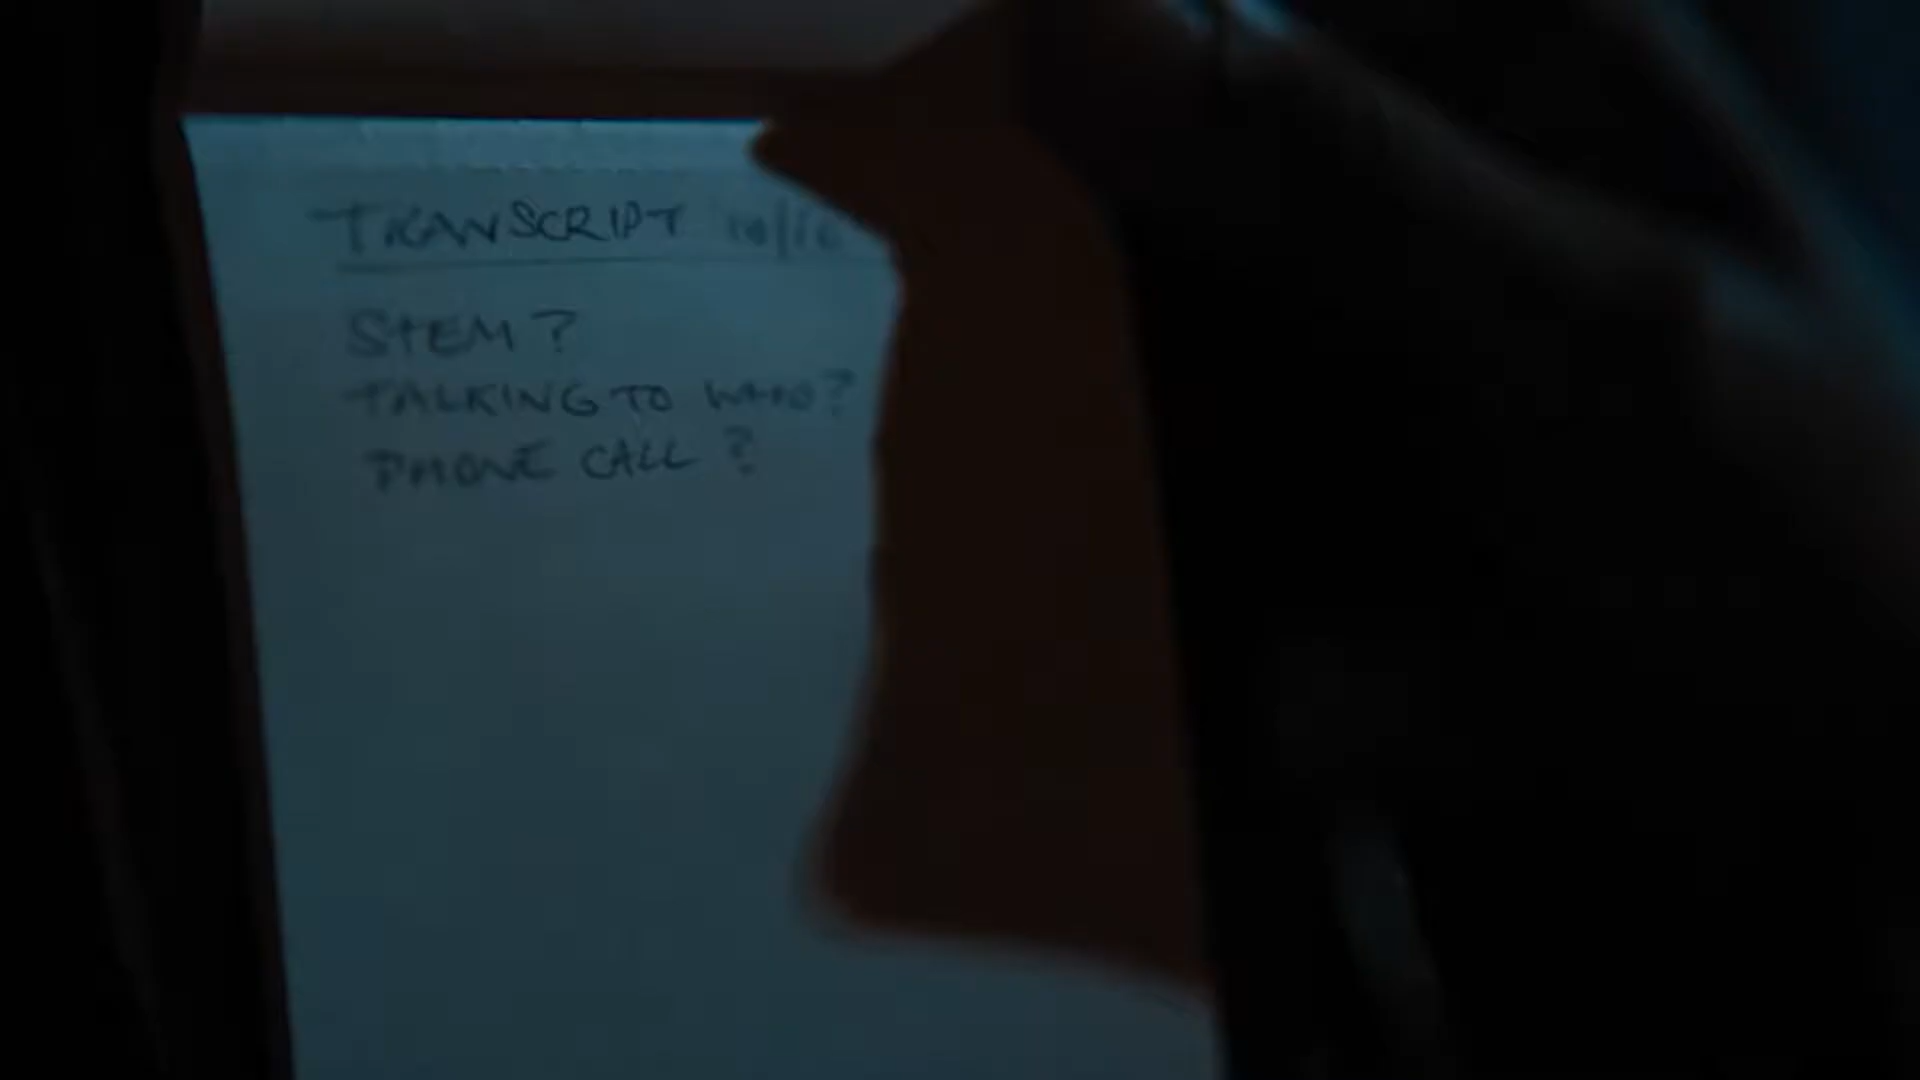 TRANSCRIPT
STEM?
TALKING TO WHO?
PHONE CALL?